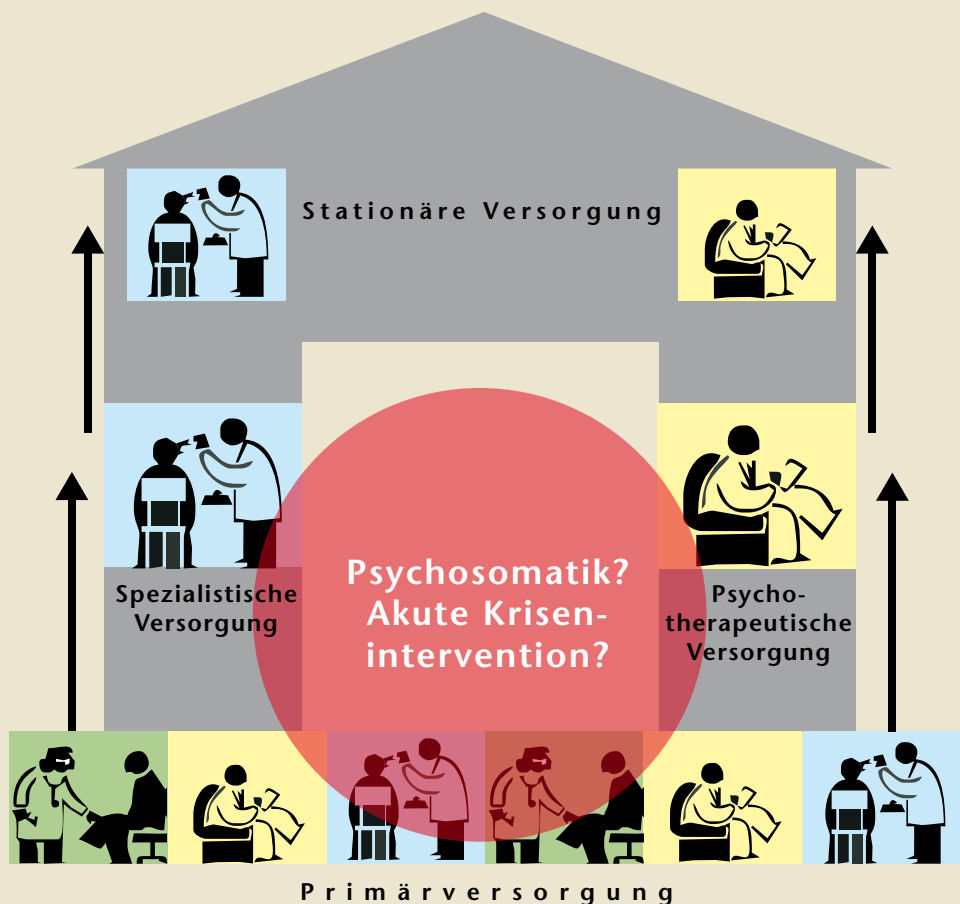 Stationäre Versorgung
Psychosomatik?
Akute Krisen-
intervention?
Spezialistische
Versorgung
Psycho-
therapeutische
Versorgung
Primärversorgung